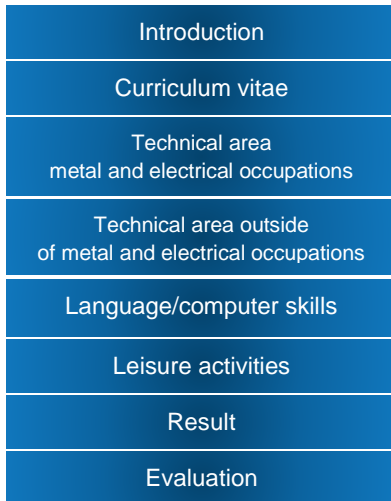 Introduction
Curriculum vitae
Technical area
metal and electrical occupations
Technical area outside
of metal and electrical occupations
Language/computer skills
Leisure activities
Result
Evaluation